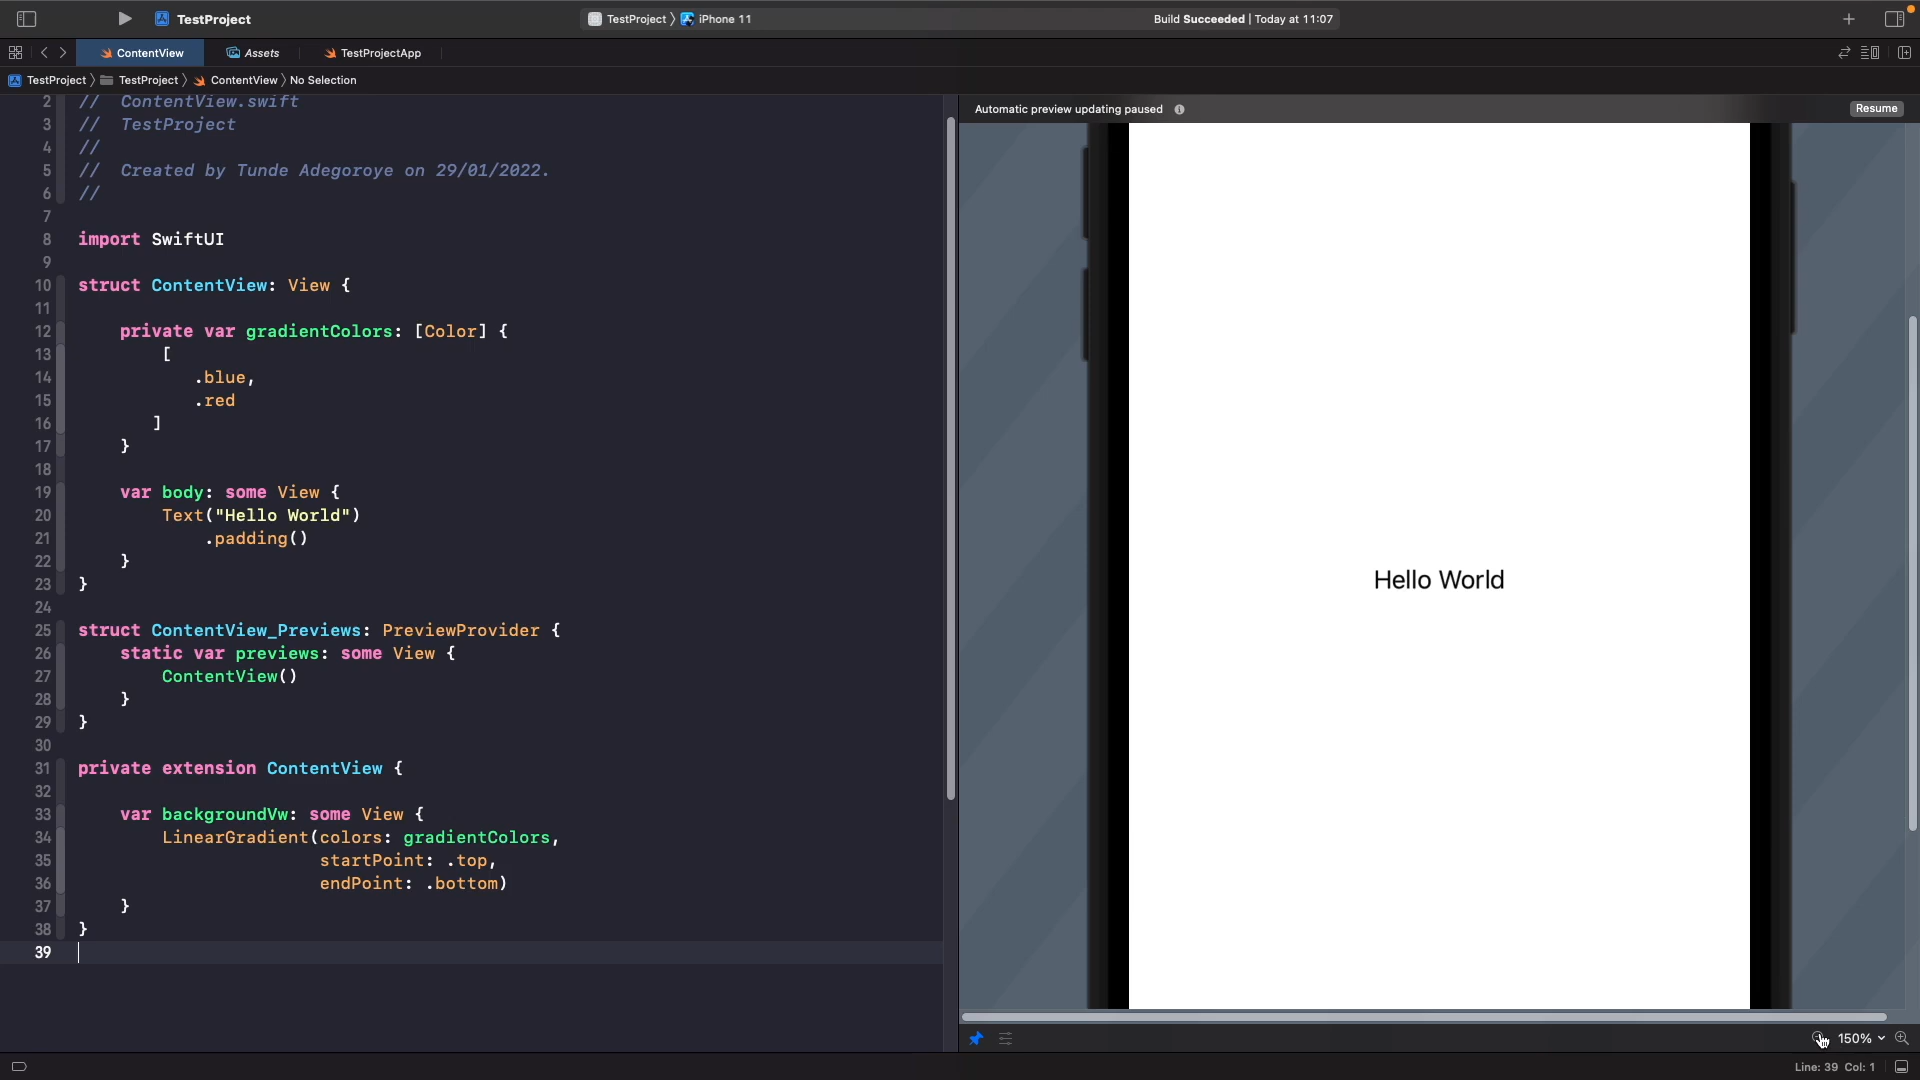 TestProject
TestProject 〉 iPhone 11
Build Succeeded | Today at 11:07
ContentView
Assets
TestProjectApp
TestProject 〉 TestProject 〉 ContentView 〉 No Selection
2 //  ContentView.swift
3 //  TestProject
4 //
5 //  Created by Tunde Adegoroye on 29/01/2022.
6 //
7
8 import SwiftUI
9
10 struct ContentView: View {
11
12     private var gradientColors: [Color] {
13         [
14            .blue,
15            .red
16        ]
17     }
18
19     var body: some View {
20         Text("Hello World")
21             .padding()
22     }
23 }
24
25 struct ContentView_Previews: PreviewProvider {
26     static var previews: some View {
27         ContentView()
28     }
29 }
30
31 private extension ContentView {
32
33     var backgroundVw: some View {
34         LinearGradient(colors: gradientColors,
35                        startPoint: .top,
36                        endPoint: .bottom)
37     }
38 }
39
Automatic preview updating paused
Resume
Hello World
150%
Line: 39 Col: 1